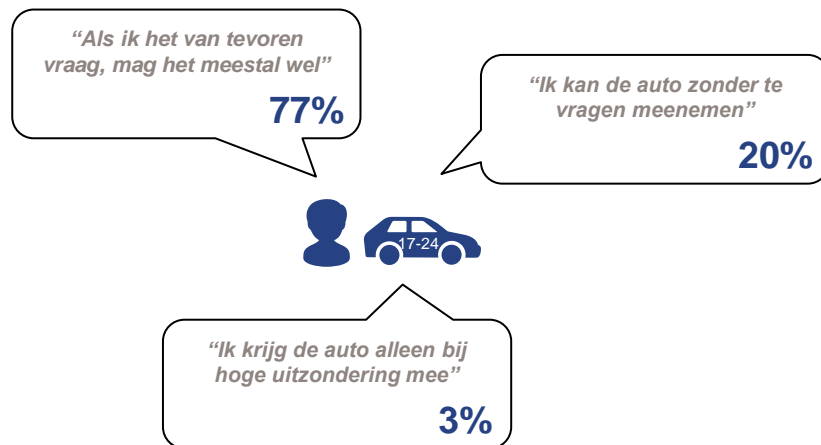 “Als ik het van tevoren
vraag, mag het meestal wel”
77%
“Ik kan de auto zonder te
vragen meenemen”
20%
17-24
“Ik krijg de auto alleen bij
hoge uitzondering mee”
3%